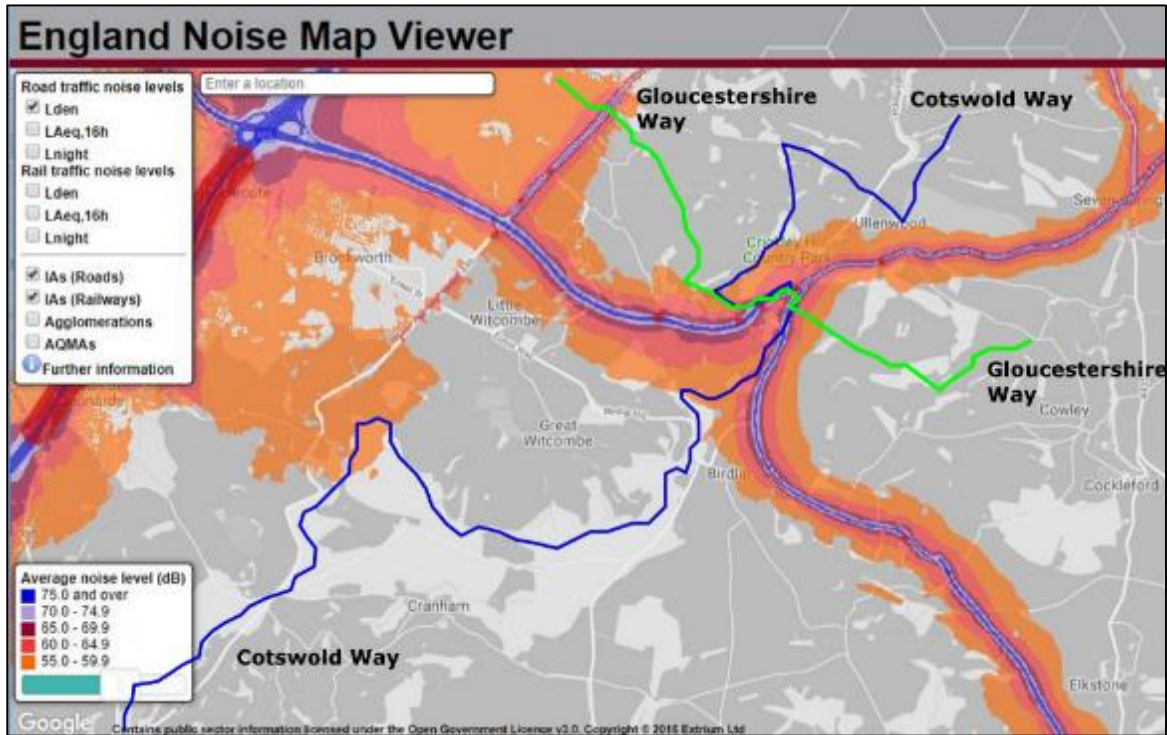 England Noise Map Viewer
Road traffic noise levels
Lden
LAeq,16h
Lnight
Rail traffic noise levels
Lden
LAeq,16h
Lnight
IAs (Roads)
IAs (Railways)
Agglomerations
AQMAs
Further information
Enter a location
Gloucestershire
Way
Cotswold Way
Seven Springs
Ullenwood
Country Park
Brockworth
Little
Witcombe
Gloucestershire
Way
Cowley
Great
Witcombe
Birdlip
Cockleford
Average noise level (dB)
75.0 and over
70.0 - 74.9
65.0 - 69.9
60.0 - 64.9
55.0 - 59.9
Cranham
Cotswold Way
Elkstone
Google
Contains public sector information licensed under the Open Government Licence v3.0. Copyright © 2016 Extrium Ltd